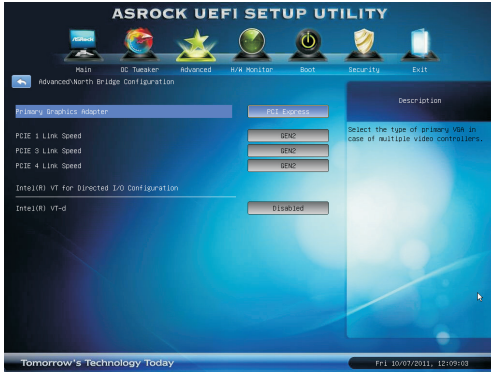 ASROCK UEFI SETUP UTILITY
ASRock
Main OC Tweaker Advanced H/W Monitor Boot Security Exit
Advanced\North Bridge Configuration
Description
Primary Graphics Adapter PCI Express
Select the type of primary VGA in
case of multiple video controllers.
PCIE 1 Link Speed GEN2
PCIE 3 Link Speed GEN2
PCIE 4 Link Speed GEN2
Intel(R) VT for Directed I/O Configuration
Intel(R) VT-d Disabled
Tomorrow's Technology Today Fri 10/07/2011, 12:09:03